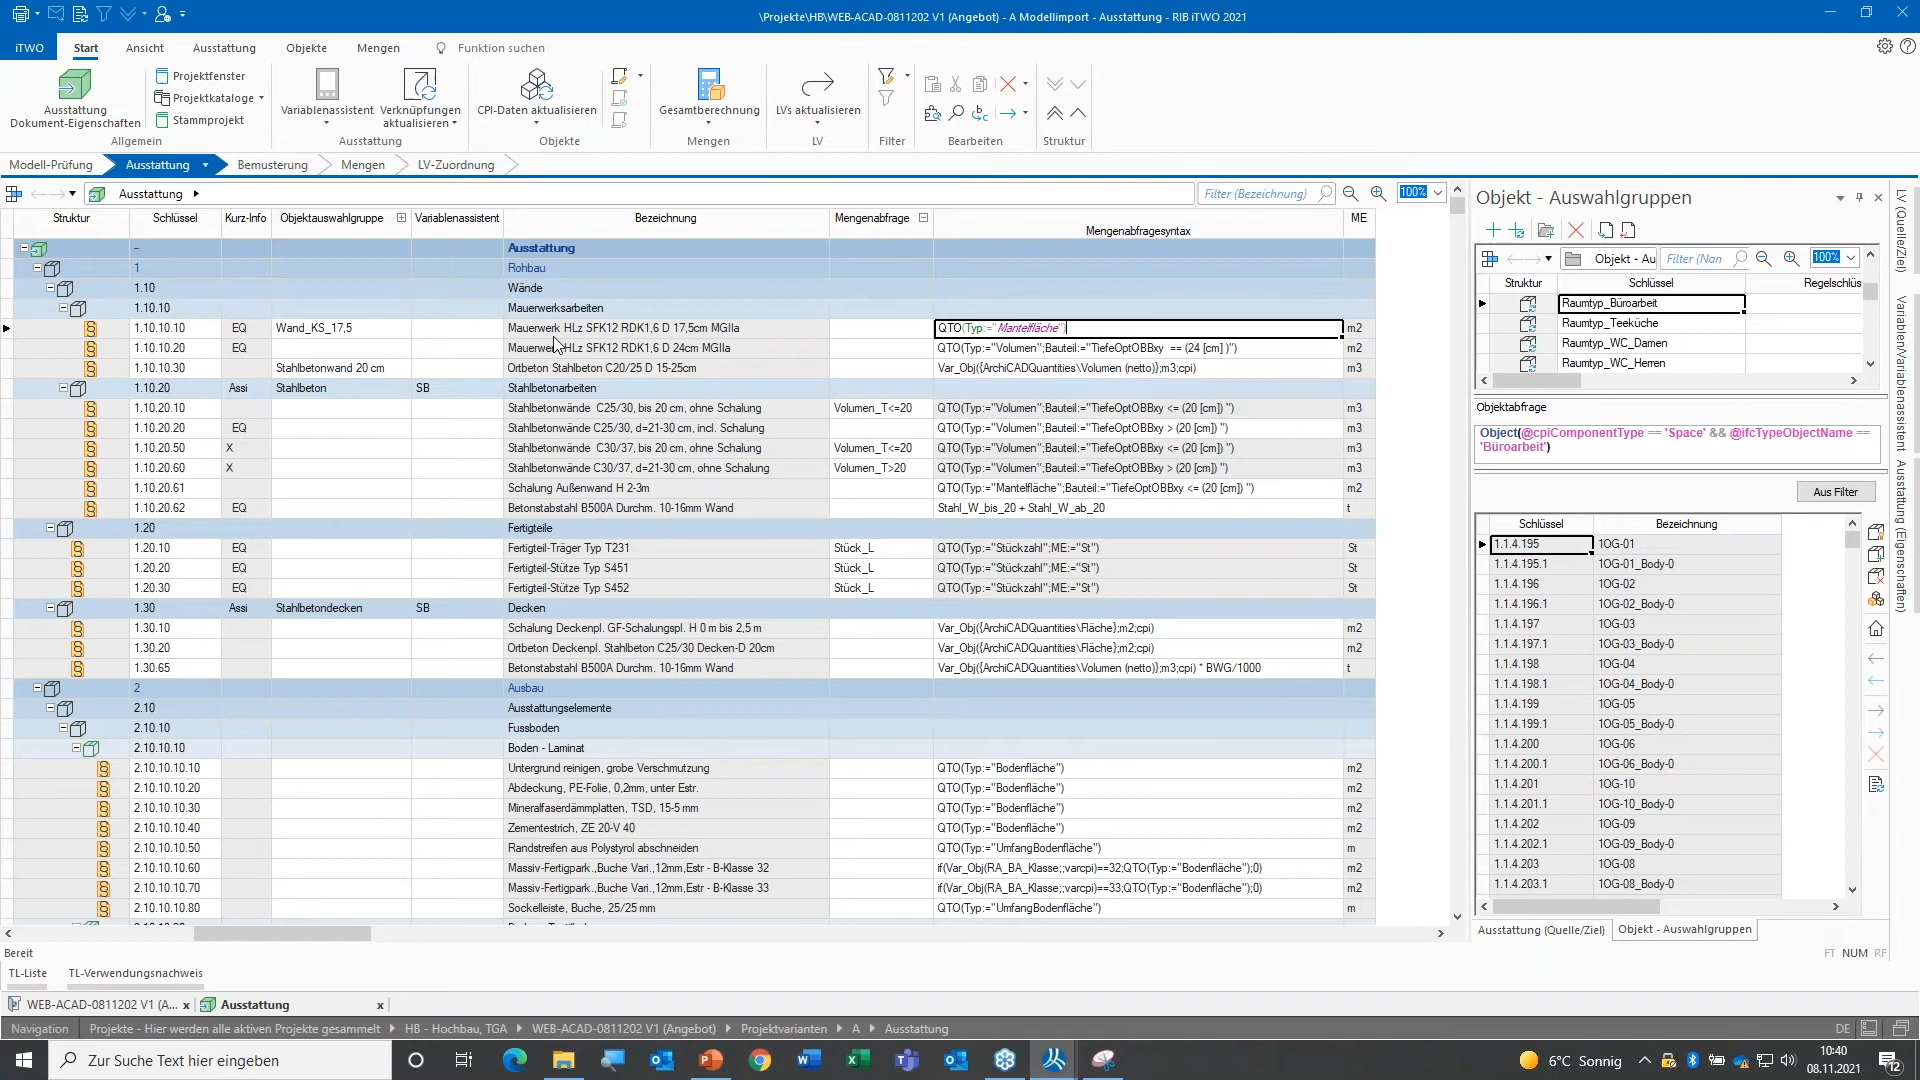 \Projekte\HB\WEB-ACAD-0811202 V1 (Angebot) - A Modellimport - Ausstattung - RIB iTWO 2021
iTWO Start Ansicht Ausstattung Objekte Mengen Funktion suchen
Ausstattung Dokument-Eigenschaften
Projektfenster
Projektkataloge
Stammprojekt
Variablenassistent
Verknüpfungen aktualisieren
CPI-Daten aktualisieren
Gesamtberechnung
LVs aktualisieren
Allgemein Ausstattung Objekte Mengen LV Filter Bearbeiten Struktur
Modell-Prüfung Ausstattung Bemusterung Mengen LV-Zuordnung
Ausstattung Filter (Bezeichnung) 100%
Struktur Schlüssel Kurz-Info Objektauswahlgruppe Variablenassistent Bezeichnung Mengenabfrage Mengenabfragesyntax ME
– Ausstattung
1 Rohbau
1.10 Wände
1.10.10 Mauerwerksarbeiten
1.10.10.10 EQ Wand_KS_17,5 Mauerwerk HLz SFK12 RDK1,6 D 17,5cm MGIIa QTO(Typ:="Mantelfläche") m2
1.10.10.20 EQ Mauerwerk HLz SFK12 RDK1,6 D 24cm MGIIa QTO(Typ:="Volumen";Bauteil:="TiefeOptOBBxy == (24 [cm] )") m2
1.10.10.30 Stahlbetonwand 20 cm Ortbeton Stahlbeton C20/25 D 15-25cm Var_Obj({ArchiCADQuantities\Volumen (netto)};m3;cpi) m3
1.10.20 Assi Stahlbeton SB Stahlbetonarbeiten
1.10.20.10 Stahlbetonwände C25/30, bis 20 cm, ohne Schalung Volumen_T<=20 QTO(Typ:="Volumen";Bauteil:="TiefeOptOBBxy <= (20 [cm]) ") m3
1.10.20.20 EQ Stahlbetonwände C25/30, d=21-30 cm, incl. Schalung QTO(Typ:="Volumen";Bauteil:="TiefeOptOBBxy > (20 [cm]) ") m3
1.10.20.50 X Stahlbetonwände C30/37, bis 20 cm, ohne Schalung Volumen_T<=20 QTO(Typ:="Volumen";Bauteil:="TiefeOptOBBxy <= (20 [cm]) ") m3
1.10.20.60 X Stahlbetonwände C30/37, d=21-30 cm, ohne Schalung Volumen_T>20 QTO(Typ:="Volumen";Bauteil:="TiefeOptOBBxy > (20 [cm]) ") m3
1.10.20.61 Schalung Außenwand H 2-3m QTO(Typ:="Mantelfläche";Bauteil:="TiefeOptOBBxy <= (20 [cm]) ") m2
1.10.20.62 EQ Betonstabstahl B500A Durchm. 10-16mm Wand Stahl_W_bis_20 + Stahl_W_ab_20 t
1.20 Fertigteile
1.20.10 EQ Fertigteil-Träger Typ T231 Stück_L QTO(Typ:="Stückzahl";ME:="St") St
1.20.20 EQ Fertigteil-Stütze Typ S451 Stück_L QTO(Typ:="Stückzahl";ME:="St") St
1.20.30 EQ Fertigteil-Stütze Typ S452 Stück_L QTO(Typ:="Stückzahl";ME:="St") St
1.30 Assi Stahlbetondecken SB Decken
1.30.10 Schalung Deckenpl. GF-Schalungspl. H 0 m bis 2,5 m Var_Obj({ArchiCADQuantities\Fläche};m2;cpi) m2
1.30.20 Ortbeton Deckenpl. Stahlbeton C25/30 Decken-D 20cm Var_Obj({ArchiCADQuantities\Fläche};m2;cpi) m2
1.30.65 Betonstabstahl B500A Durchm. 10-16mm Wand Var_Obj({ArchiCADQuantities\Volumen (netto)};m3;cpi) * BWG/1000 t
2 Ausbau
2.10 Ausstattungselemente
2.10.10 Fussboden
2.10.10.10 Boden - Laminat
2.10.10.10.10 Untergrund reinigen, grobe Verschmutzung QTO(Typ:="Bodenfläche") m2
2.10.10.10.20 Abdeckung, PE-Folie, 0,2mm, unter Estr. QTO(Typ:="Bodenfläche") m2
2.10.10.10.30 Mineralfaserdämmplatten, TSD, 15-5 mm QTO(Typ:="Bodenfläche") m2
2.10.10.10.40 Zementestrich, ZE 20-V 40 QTO(Typ:="Bodenfläche") m2
2.10.10.10.50 Randstreifen aus Polystyrol abschneiden QTO(Typ:="UmfangBodenfläche") m
2.10.10.10.60 Massiv-Fertigpark.,Buche Vari.,12mm,Estr - B-Klasse 32 if(Var_Obj(RA_BA_Klasse;;varcpi)==32;QTO(Typ:="Bodenfläche");0) m2
2.10.10.10.70 Massiv-Fertigpark.,Buche Vari.,12mm,Estr - B-Klasse 33 if(Var_Obj(RA_BA_Klasse;;varcpi)==33;QTO(Typ:="Bodenfläche");0) m2
2.10.10.10.80 Sockelleiste, Buche, 25/25 mm QTO(Typ:="UmfangBodenfläche") m
Objekt - Auswahlgruppen
Objekt - Au Filter (Nan 100%
Struktur Schlüssel Regelschlüs
Raumtyp_Büroarbeit
Raumtyp_Teeküche
Raumtyp_WC_Damen
Raumtyp_WC_Herren
Objektabfrage
Object(@cpiComponentType == 'Space' && @ifcTypeObjectName ==
'Büroarbeit')
Aus Filter
Schlüssel Bezeichnung
1.1.4.195 1OG-01
1.1.4.195.1 1OG-01_Body-0
1.1.4.196 1OG-02
1.1.4.196.1 1OG-02_Body-0
1.1.4.197 1OG-03
1.1.4.197.1 1OG-03_Body-0
1.1.4.198 1OG-04
1.1.4.198.1 1OG-04_Body-0
1.1.4.199 1OG-05
1.1.4.199.1 1OG-05_Body-0
1.1.4.200 1OG-06
1.1.4.200.1 1OG-06_Body-0
1.1.4.201 1OG-10
1.1.4.201.1 1OG-10_Body-0
1.1.4.202 1OG-09
1.1.4.202.1 1OG-09_Body-0
1.1.4.203 1OG-08
1.1.4.203.1 1OG-08_Body-0
Ausstattung (Quelle/Ziel) Objekt - Auswahlgruppen
LV (Quelle/Ziel)
Variablen/Variablenassistent
Ausstattung (Eigenschaften)
Bereit FT NUM RF
TL-Liste TL-Verwendungsnachweis
WEB-ACAD-0811202 V1 (A... x Ausstattung x
Navigation Projekte - Hier werden alle aktiven Projekte gesammelt HB - Hochbau, TGA WEB-ACAD-0811202 V1 (Angebot) Projektvarianten A Ausstattung DE
Zur Suche Text hier eingeben
6°C Sonnig
10:40
08.11.2021
12